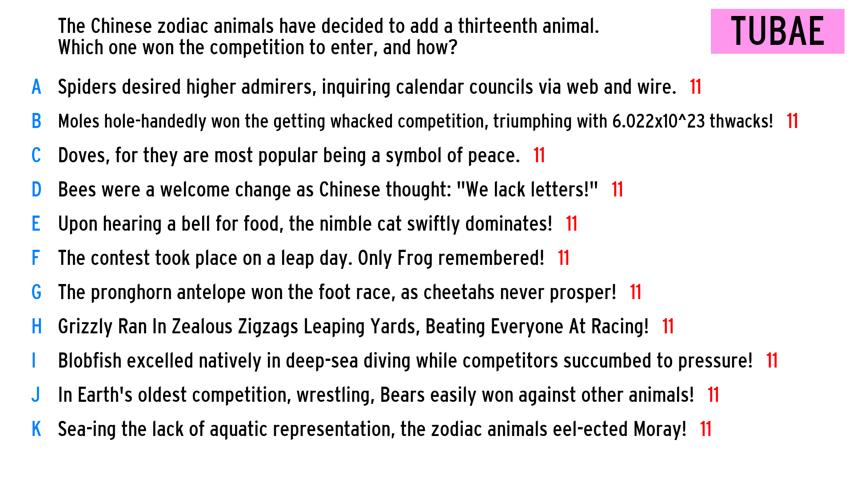 The Chinese zodiac animals have decided to add a thirteenth animal.
Which one won the competition to enter, and how?
TUBAE
A Spiders desired higher admirers, inquiring calendar councils via web and wire. 11
B Moles hole-handedly won the getting whacked competition, triumphing with 6.022x10^23 thwacks! 11
C Doves, for they are most popular being a symbol of peace. 11
D Bees were a welcome change as Chinese thought: "We lack letters!" 11
E Upon hearing a bell for food, the nimble cat swiftly dominates! 11
F The contest took place on a leap day. Only Frog remembered! 11
G The pronghorn antelope won the foot race, as cheetahs never prosper! 11
H Grizzly Ran In Zealous Zigzags Leaping Yards, Beating Everyone At Racing! 11
I Blobfish excelled natively in deep-sea diving while competitors succumbed to pressure! 11
J In Earth's oldest competition, wrestling, Bears easily won against other animals! 11
K Sea-ing the lack of aquatic representation, the zodiac animals eel-ected Moray! 11